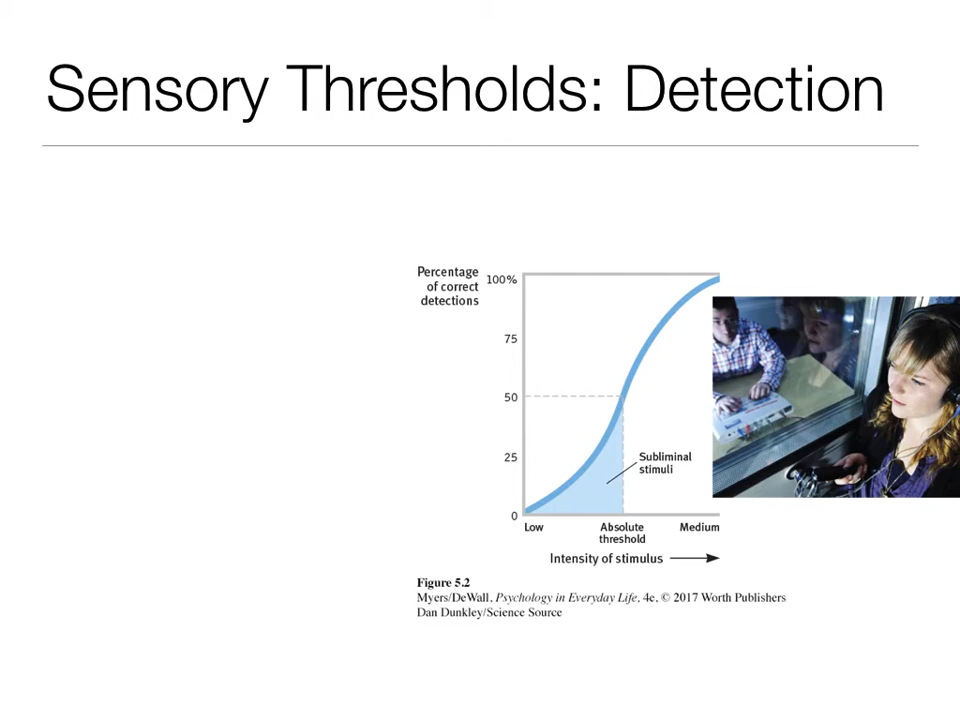 Sensory Thresholds: Detection
Percentage
of correct
detections
100%
75
50
25
0
Subliminal
stimuli
Low
Absolute
threshold
Medium
Intensity of stimulus
Figure 5.2
Myers/DeWall, Psychology in Everyday Life, 4e, © 2017 Worth Publishers
Dan Dunkley/Science Source